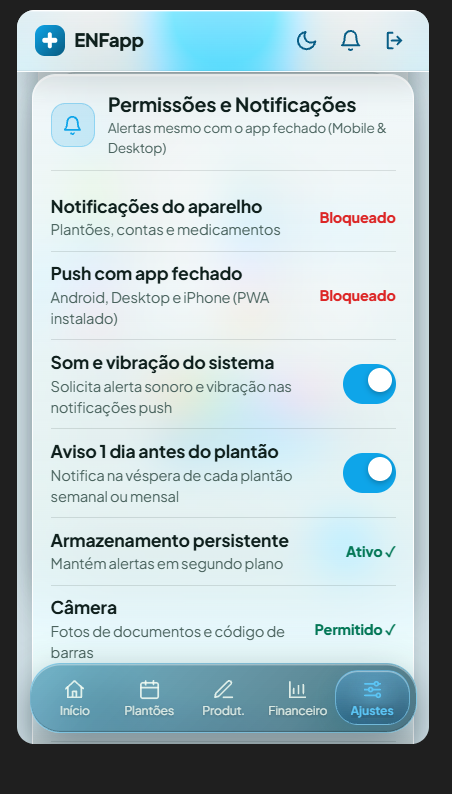 ENFapp
Permissões e Notificações
Alertas mesmo com o app fechado (Mobile &
Desktop)
Notificações do aparelho
Plantões, contas e medicamentos
Bloqueado
Push com app fechado
Android, Desktop e iPhone (PWA
instalado)
Bloqueado
Som e vibração do sistema
Solicita alerta sonoro e vibração nas
notificações push
Aviso 1 dia antes do plantão
Notifica na véspera de cada plantão
semanal ou mensal
Armazenamento persistente
Mantém alertas em segundo plano
Ativo ✓
Câmera
Fotos de documentos e código de
barras
Permitido ✓
Início
Plantões
Produt.
Financeiro
Ajustes